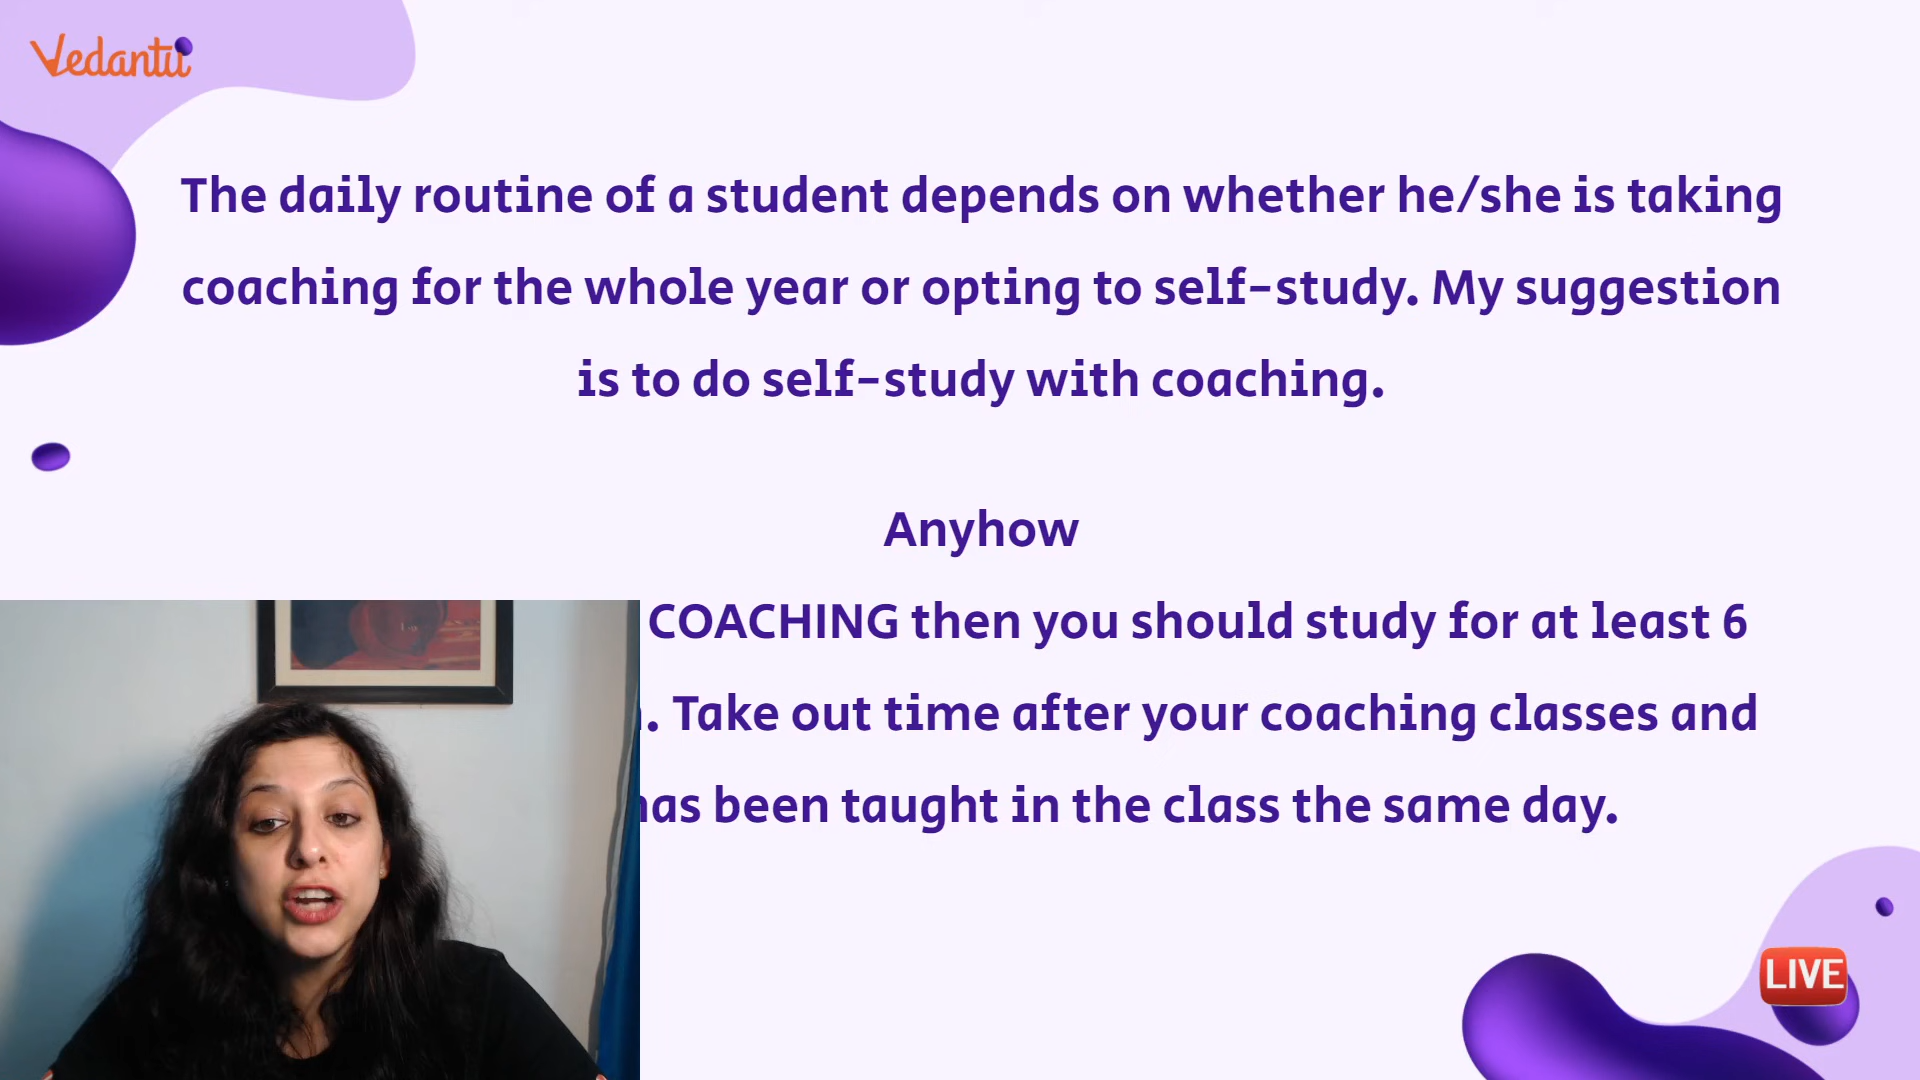 Vedantu
The daily routine of a student depends on whether he/she is taking
coaching for the whole year or opting to self-study. My suggestion
is to do self-study with coaching.
Anyhow
COACHING then you should study for at least 6
. Take out time after your coaching classes and
has been taught in the class the same day.
LIVE